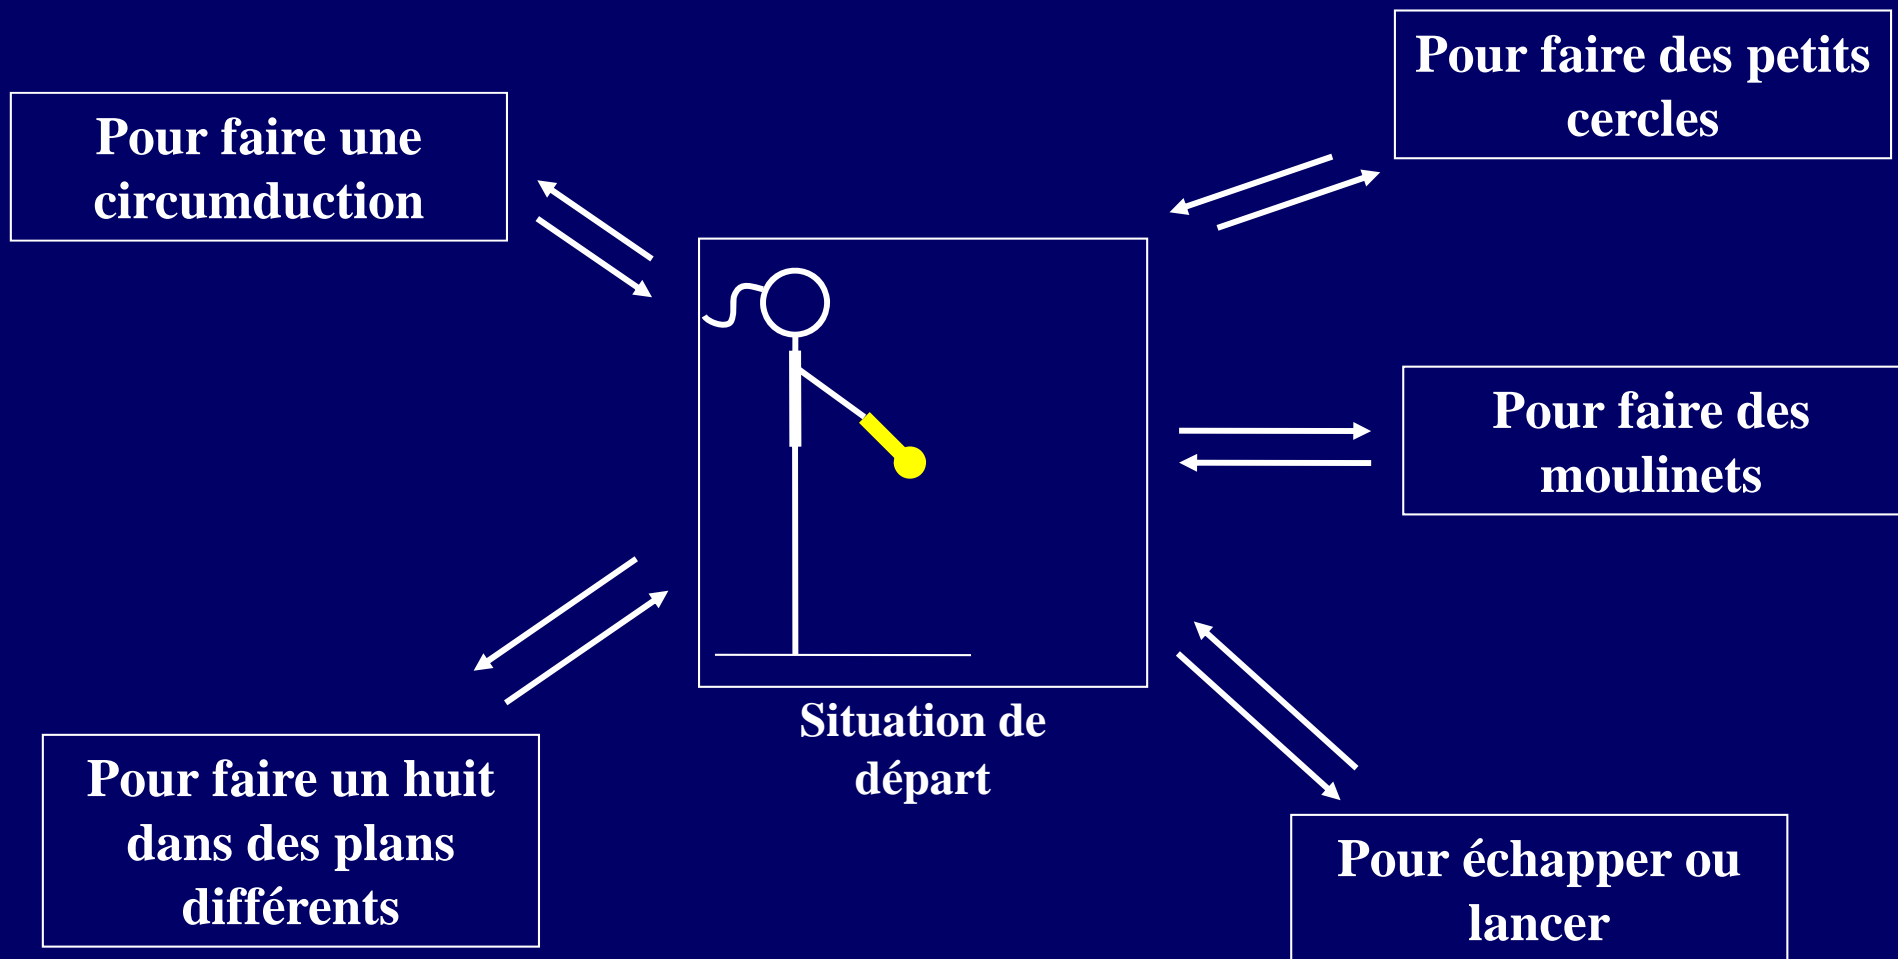 Pour faire des petits
cercles
Pour faire une
circumduction
Pour faire des
moulinets
Situation de
départ
Pour faire un huit
dans des plans
différents
Pour échapper ou
lancer